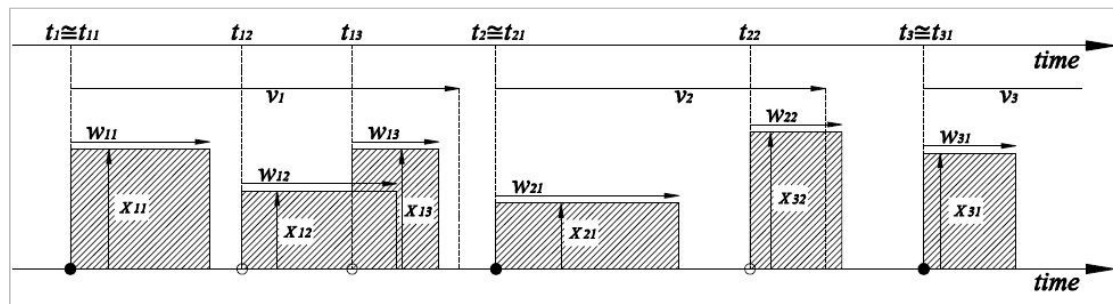 t₁≅t₁₁ t₁₂ t₁₃ t₂≅t₂₁ t₂₂ t₃≅t₃₁
time
v₁ v₂ v₃
w₁₁ w₁₃ w₂₂ w₃₁
w₁₂ w₂₁
x₁₁ x₁₂ x₁₃ x₂₁ x₃₂ x₃₁
time